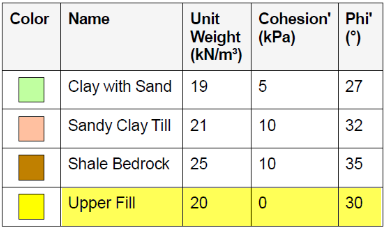 Color Name Unit Weight (kN/m³) Cohesion' (kPa) Phi' (°)
Clay with Sand 19 5 27
Sandy Clay Till 21 10 32
Shale Bedrock 25 10 35
Upper Fill 20 0 30